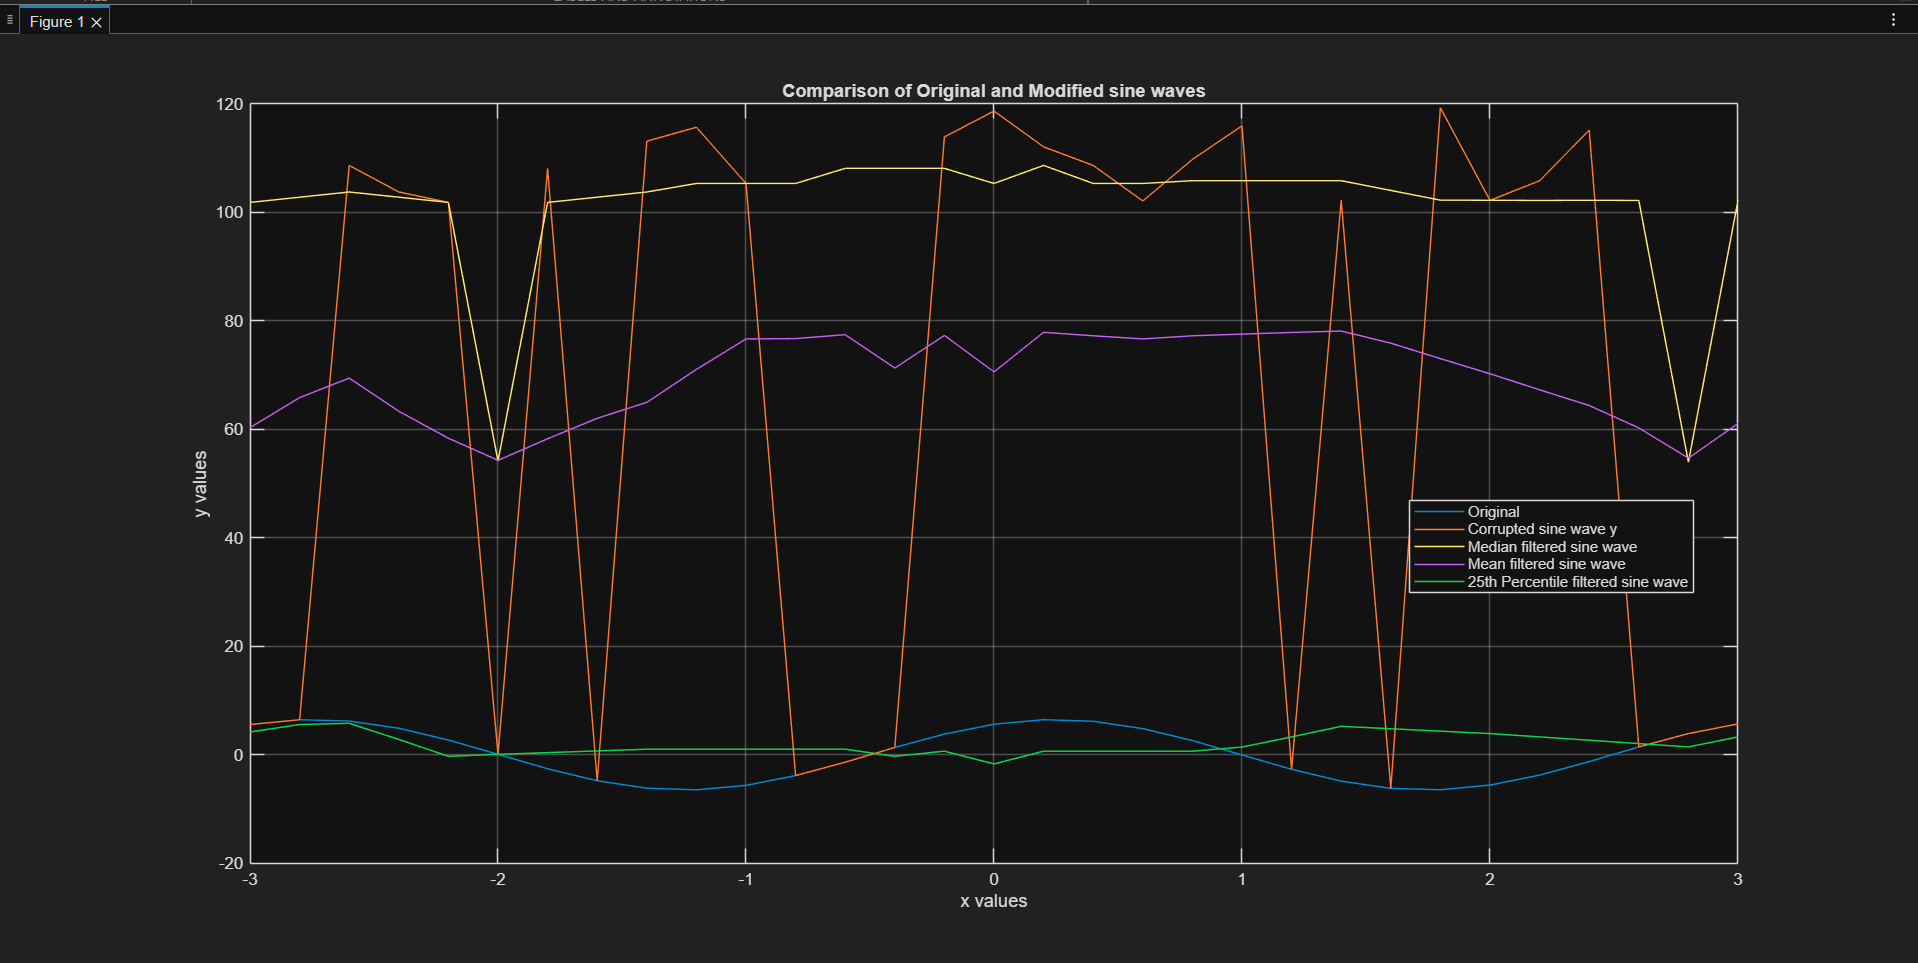 Figure 1
Comparison of Original and Modified sine waves
120
100
80
60
40
20
0
-20
y values
-3
-2
-1
0
1
2
3
x values
Original
Corrupted sine wave y
Median filtered sine wave
Mean filtered sine wave
25th Percentile filtered sine wave